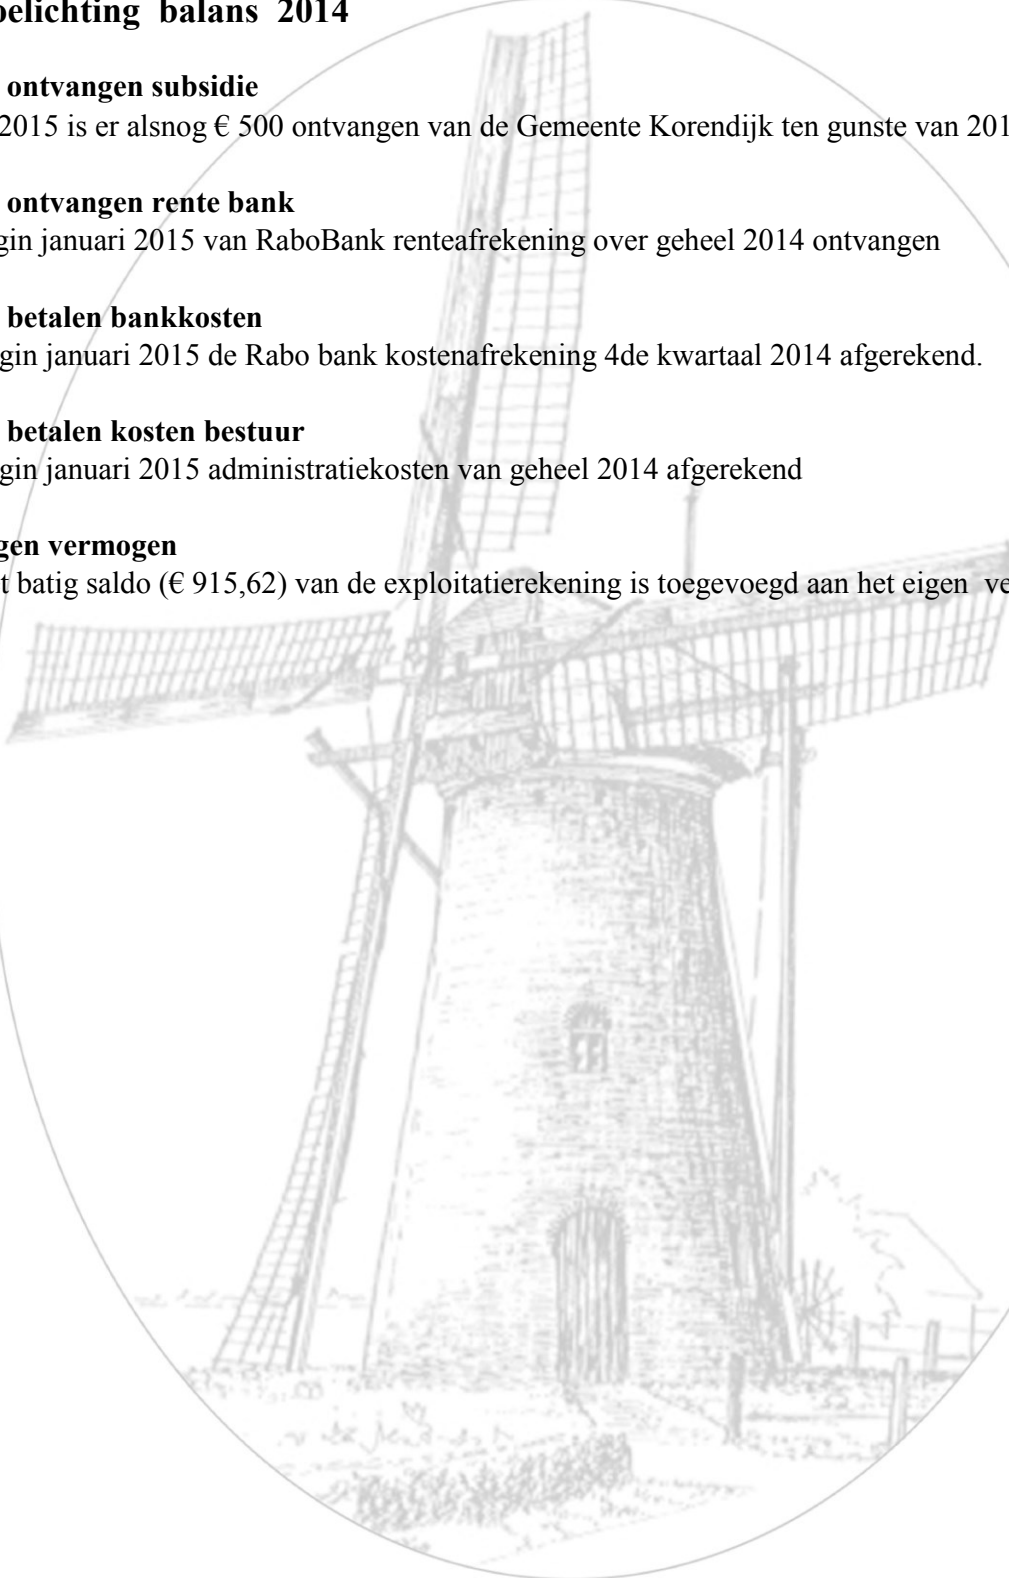 oelichting balans 2014
ontvangen subsidie
2015 is er alsnog € 500 ontvangen van de Gemeente Korendijk ten gunste van 201
ontvangen rente bank
gin januari 2015 van RaboBank renteafrekening over geheel 2014 ontvangen
betalen bankkosten
gin januari 2015 de Rabo bank kostenafrekening 4de kwartaal 2014 afgerekend.
betalen kosten bestuur
gin januari 2015 administratiekosten van geheel 2014 afgerekend
gen vermogen
t batig saldo (€ 915,62) van de exploitatierekening is toegevoegd aan het eigen ve